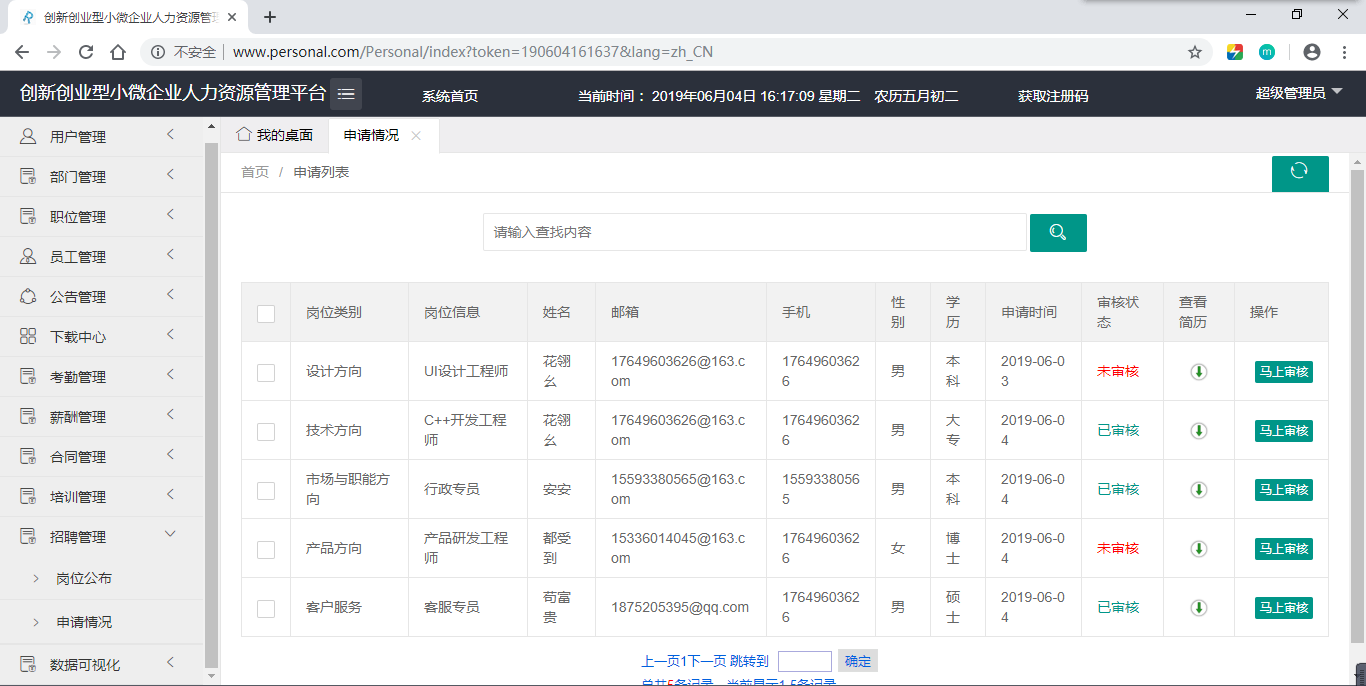 创新创业型小微企业人力资源管
不安全 www.personal.com/Personal/index?token=190604161637&lang=zh_CN
创新创业型小微企业人力资源管理平台 系统首页 当前时间： 2019年06月04日 16:17:09 星期二 农历五月初二 获取注册码 超级管理员
用户管理
部门管理
职位管理
员工管理
公告管理
下载中心
考勤管理
薪酬管理
合同管理
培训管理
招聘管理
岗位公布
申请情况
数据可视化
我的桌面 申请情况
首页 / 申请列表
请输入查找内容
岗位类别 岗位信息 姓名 邮箱 手机 性别 学历 申请时间 审核状态 查看简历 操作
设计方向 UI设计工程师 花翎幺 17649603626@163.com 17649603626 男 本科 2019-06-03 未审核 马上审核
技术方向 C++开发工程师 花翎幺 17649603626@163.com 17649603626 男 大专 2019-06-04 已审核 马上审核
市场与职能方向 行政专员 安安 15593380565@163.com 15593380565 男 本科 2019-06-04 已审核 马上审核
产品方向 产品研发工程师 都受到 15336014045@163.com 17649603626 女 博士 2019-06-04 未审核 马上审核
客户服务 客服专员 荀富贵 1875205395@qq.com 17649603626 男 硕士 2019-06-04 已审核 马上审核
上一页1下一页 跳转到 确定
总共5条记录，当前显示1-5条记录